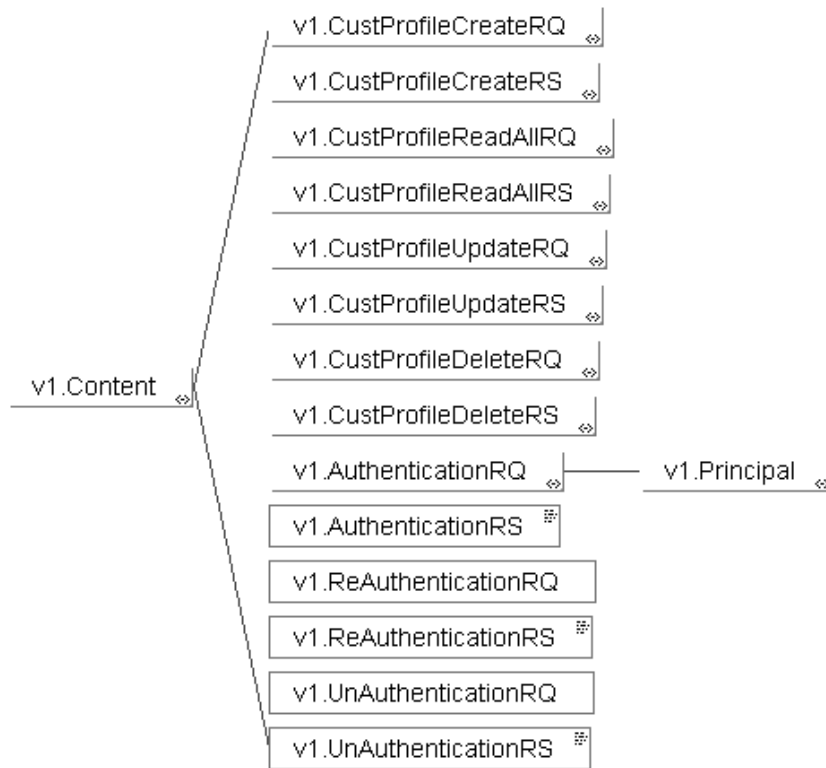 v1.CustProfileCreateRQ
v1.CustProfileCreateRS
v1.CustProfileReadAllRQ
v1.CustProfileReadAllRS
v1.CustProfileUpdateRQ
v1.CustProfileUpdateRS
v1.Content
v1.CustProfileDeleteRQ
v1.CustProfileDeleteRS
v1.AuthenticationRQ
v1.Principal
v1.AuthenticationRS
v1.ReAuthenticationRQ
v1.ReAuthenticationRS
v1.UnAuthenticationRQ
v1.UnAuthenticationRS